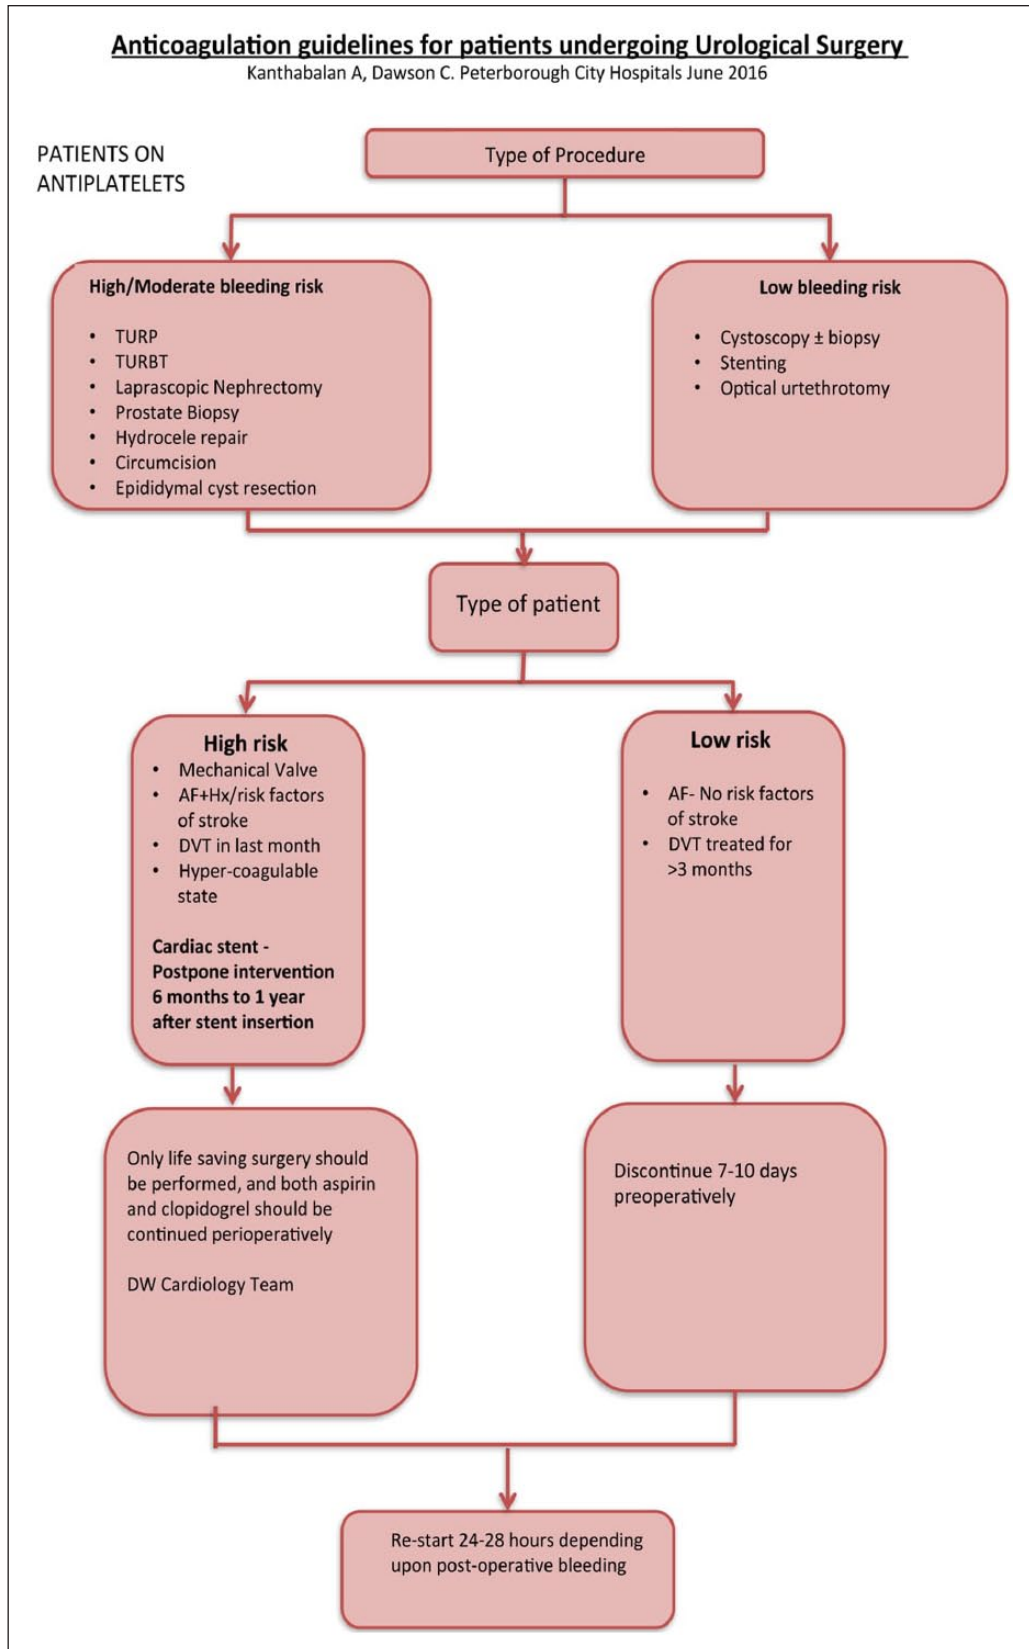 Anticoagulation guidelines for patients undergoing Urological Surgery
Kanthabalan A, Dawson C. Peterborough City Hospitals June 2016
PATIENTS ON
ANTIPLATELETS
Type of Procedure
High/Moderate bleeding risk
• TURP
• TURBT
• Laprascopic Nephrectomy
• Prostate Biopsy
• Hydrocele repair
• Circumcision
• Epididymal cyst resection
Low bleeding risk
• Cystoscopy ± biopsy
• Stenting
• Optical urtethrotomy
Type of patient
High risk
• Mechanical Valve
• AF+Hx/risk factors
of stroke
• DVT in last month
• Hyper-coagulable
state
Cardiac stent -
Postpone intervention
6 months to 1 year
after stent insertion
Low risk
• AF- No risk factors
of stroke
• DVT treated for
>3 months
Only life saving surgery should
be performed, and both aspirin
and clopidogrel should be
continued perioperatively
DW Cardiology Team
Discontinue 7-10 days
preoperatively
Re-start 24-28 hours depending
upon post-operative bleeding